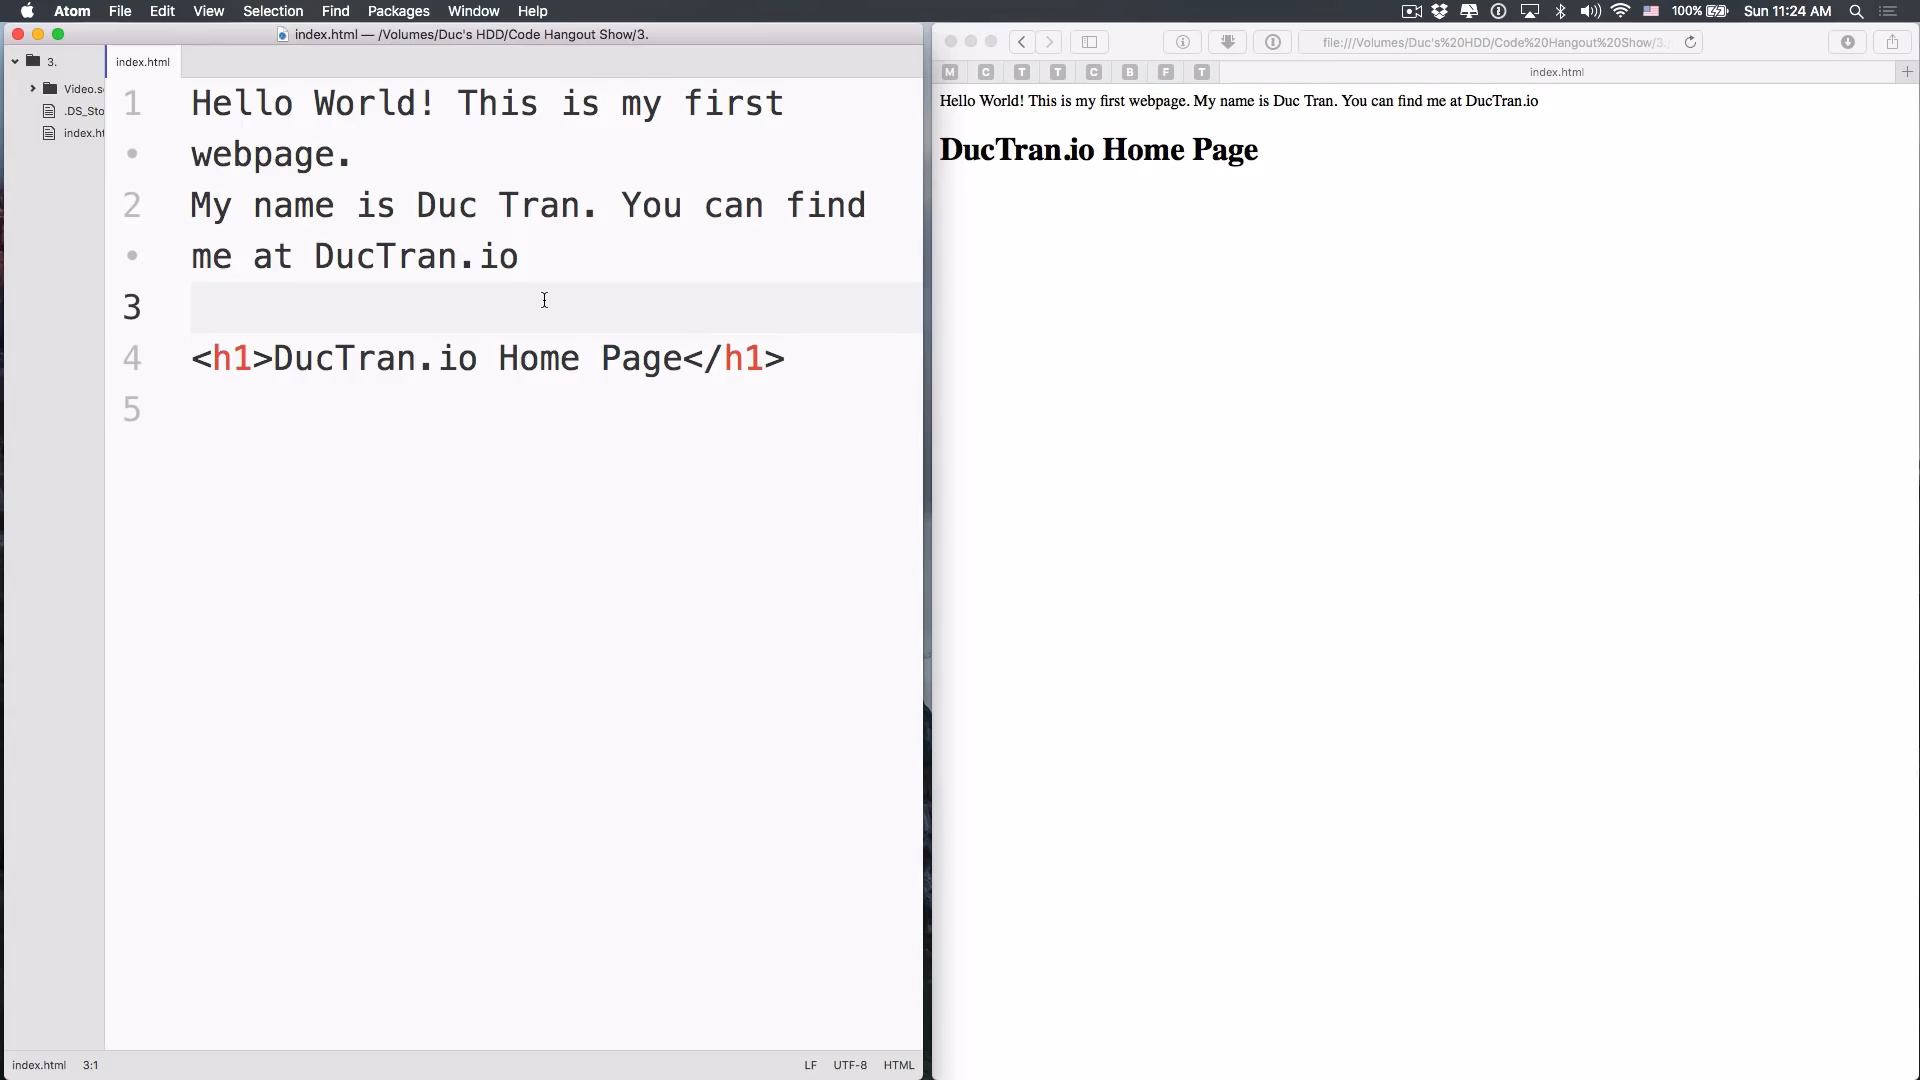 Atom File Edit View Selection Find Packages Window Help 100% Sun 11:24 AM
index.html — /Volumes/Duc's HDD/Code Hangout Show/3.
file:///Volumes/Duc's%20HDD/Code%20Hangout%20Show/3.
3.
Video.s
.DS_Sto
index.ht
index.html
M C T T C B F T index.html
1 Hello World! This is my first
• webpage.
2 My name is Duc Tran. You can find
• me at DucTran.io
3
4 <h1>DucTran.io Home Page</h1>
5
Hello World! This is my first webpage. My name is Duc Tran. You can find me at DucTran.io
DucTran.io Home Page
index.html 3:1 LF UTF-8 HTML